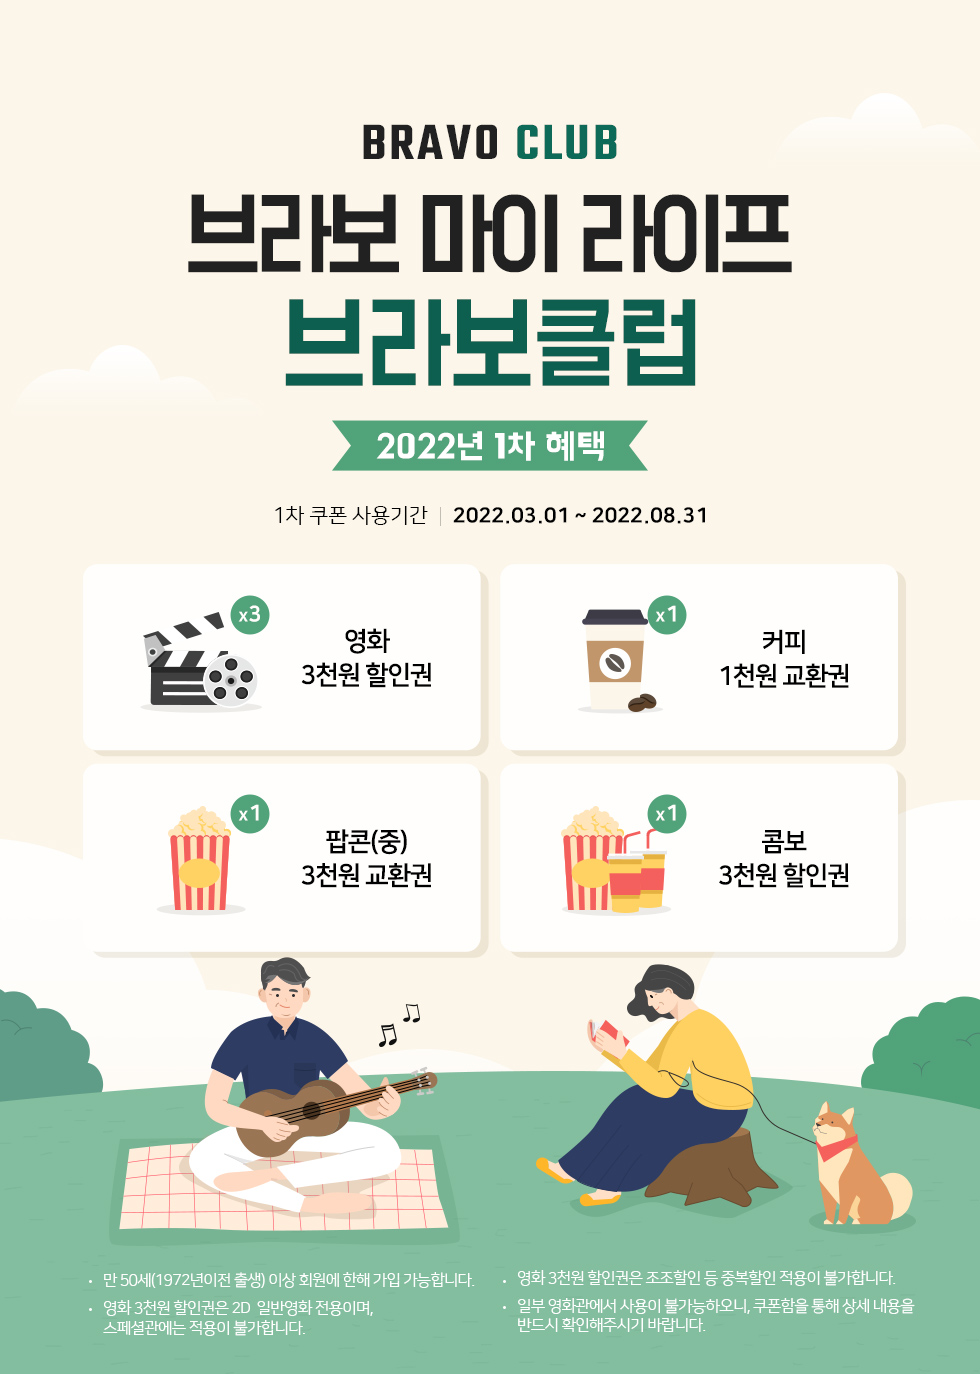 BRAVO CLUB
브라보 마이 라이프
브라보클럽
2022년 1차 혜택
1차 쿠폰 사용기간 | 2022.03.01 ~ 2022.08.31
x3
영화
3천원 할인권
x1
커피
1천원 교환권
x1
팝콘(중)
3천원 교환권
x1
콤보
3천원 할인권
• 만 50세(1972년이전 출생) 이상 회원에 한해 가입 가능합니다.
• 영화 3천원 할인권은 2D 일반영화 전용이며,
스페셜관에는 적용이 불가합니다.
• 영화 3천원 할인권은 조조할인 등 중복할인 적용이 불가합니다.
• 일부 영화관에서 사용이 불가능하오니, 쿠폰함을 통해 상세 내용을
반드시 확인해주시기 바랍니다.